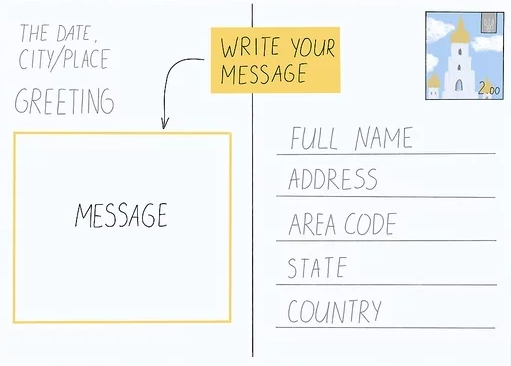 THE DATE,
CITY/PLACE
GREETING
MESSAGE
WRITE YOUR
MESSAGE
2.00
FULL NAME
ADDRESS
AREA CODE
STATE
COUNTRY